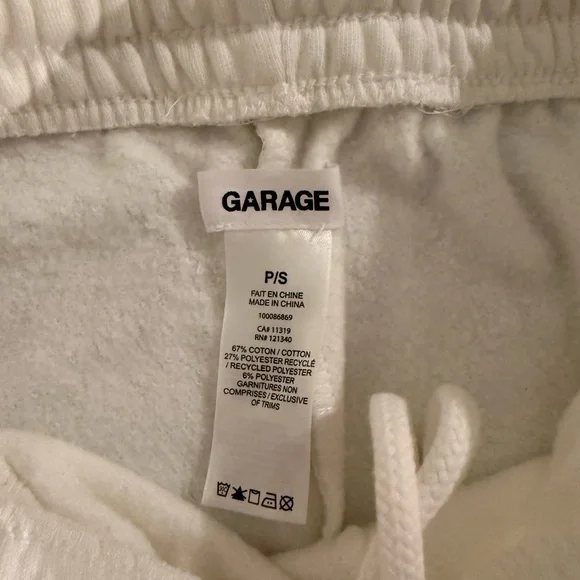 GARAGE
P/S
FAIT EN CHINE
MADE IN CHINA
100086869
CA# 11319
RN# 121340
67% COTON / COTTON
27% POLYESTER RECYCLÉ
/ RECYCLED POLYESTER
6% POLYESTER
GARNITURES NON
COMPRISES / EXCLUSIVE
OF TRIMS